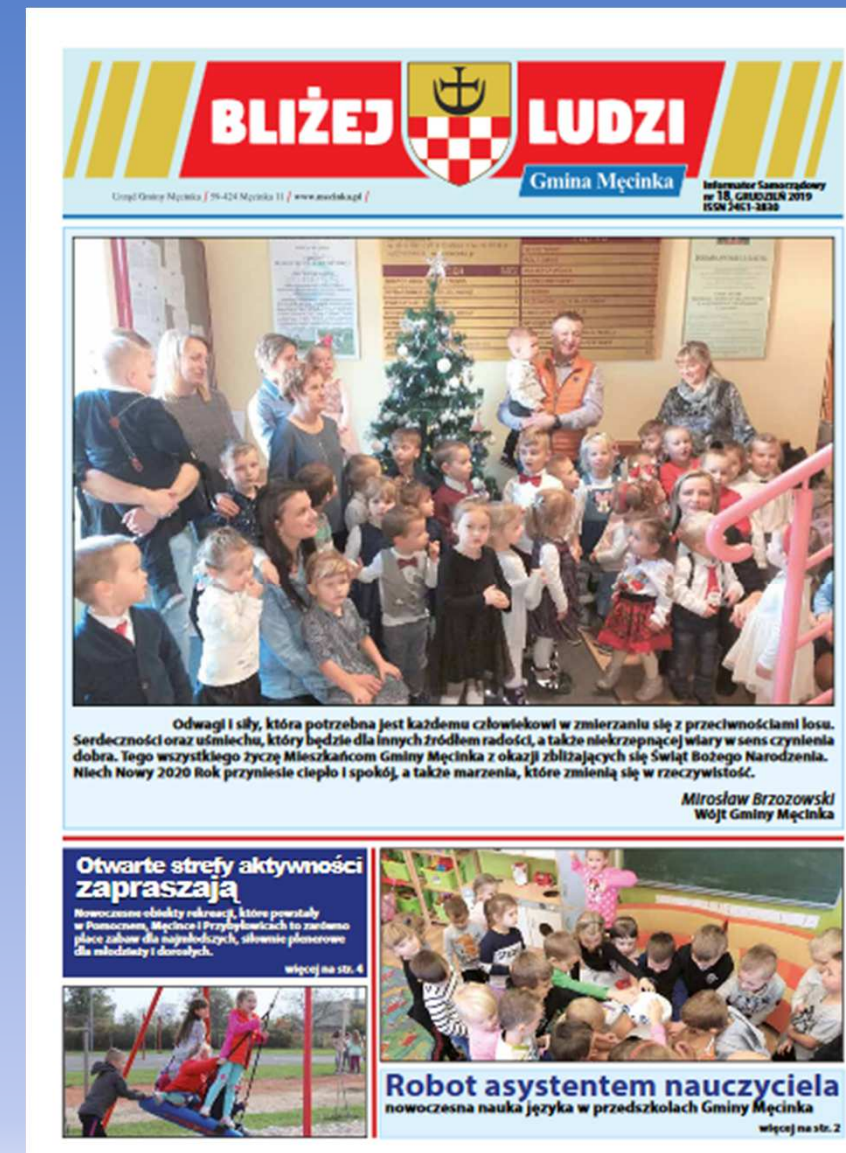 BLIŻEJ LUDZI
Gmina Męcinka
Urząd Gminy Męcinka / 59-424 Męcinka 11 / www.mecinka.pl /
Informator Samorządowy
nr 18, GRUDZIEŃ 2019
ISSN 2451-3830
Odwagi i siły, która potrzebna jest każdemu człowiekowi w zmierzaniu się z przeciwnościami losu.
Serdeczności oraz uśmiechu, który będzie dla innych źródłem radości, a także niekrzepnącej wiary w sens czynienia
dobra. Tego wszystkiego życzę Mieszkańcom Gminy Męcinka z okazji zbliżających się Świąt Bożego Narodzenia.
Niech Nowy 2020 Rok przyniesie ciepło i spokój, a także marzenia, które zmienią się w rzeczywistość.
Mirosław Brzozowski
Wójt Gminy Męcinka
Otwarte strefy aktywności
zapraszają
Nowoczesne obiekty rekreacji, które powstały
w Pomocnem, Męcince i Przybyłowicach to zarówno
place zabaw dla najmłodszych, siłownie plenerowe
dla młodzieży i dorosłych.
więcej na str. 4
Robot asystentem nauczyciela
nowoczesna nauka języka w przedszkolach Gminy Męcinka
więcej na str. 2